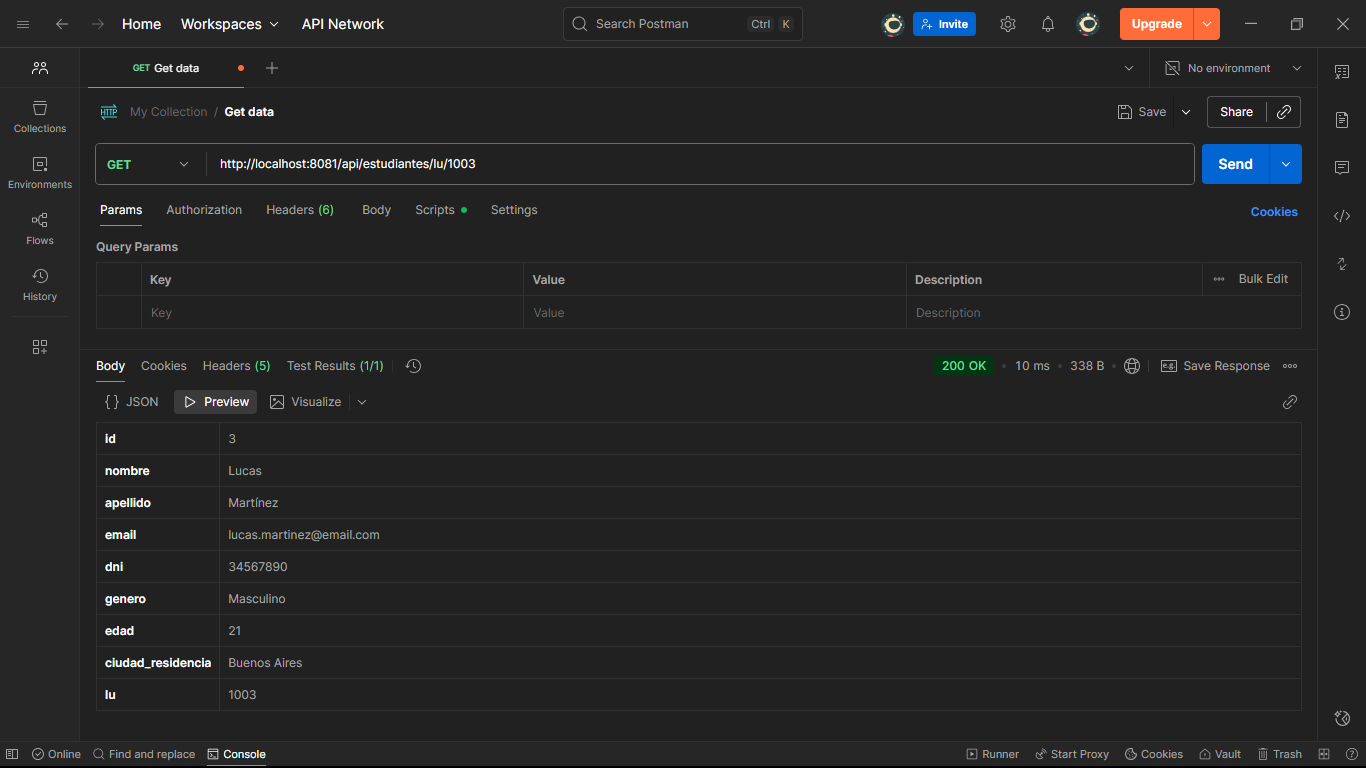 Home Workspaces API Network Search Postman Ctrl K Invite Upgrade
GET Get data No environment
HTTP My Collection / Get data Save Share
Collections
Environments
Flows
History
GET http://localhost:8081/api/estudiantes/lu/1003 Send
Params Authorization Headers (6) Body Scripts Settings Cookies
Query Params
Key Value Description Bulk Edit
Key Value Description
Body Cookies Headers (5) Test Results (1/1) 200 OK 10 ms 338 B e.g. Save Response
{} JSON Preview Visualize
id 3
nombre Lucas
apellido Martínez
email lucas.martinez@email.com
dni 34567890
genero Masculino
edad 21
ciudad_residencia Buenos Aires
lu 1003
Online Find and replace Console Runner Start Proxy Cookies Vault Trash